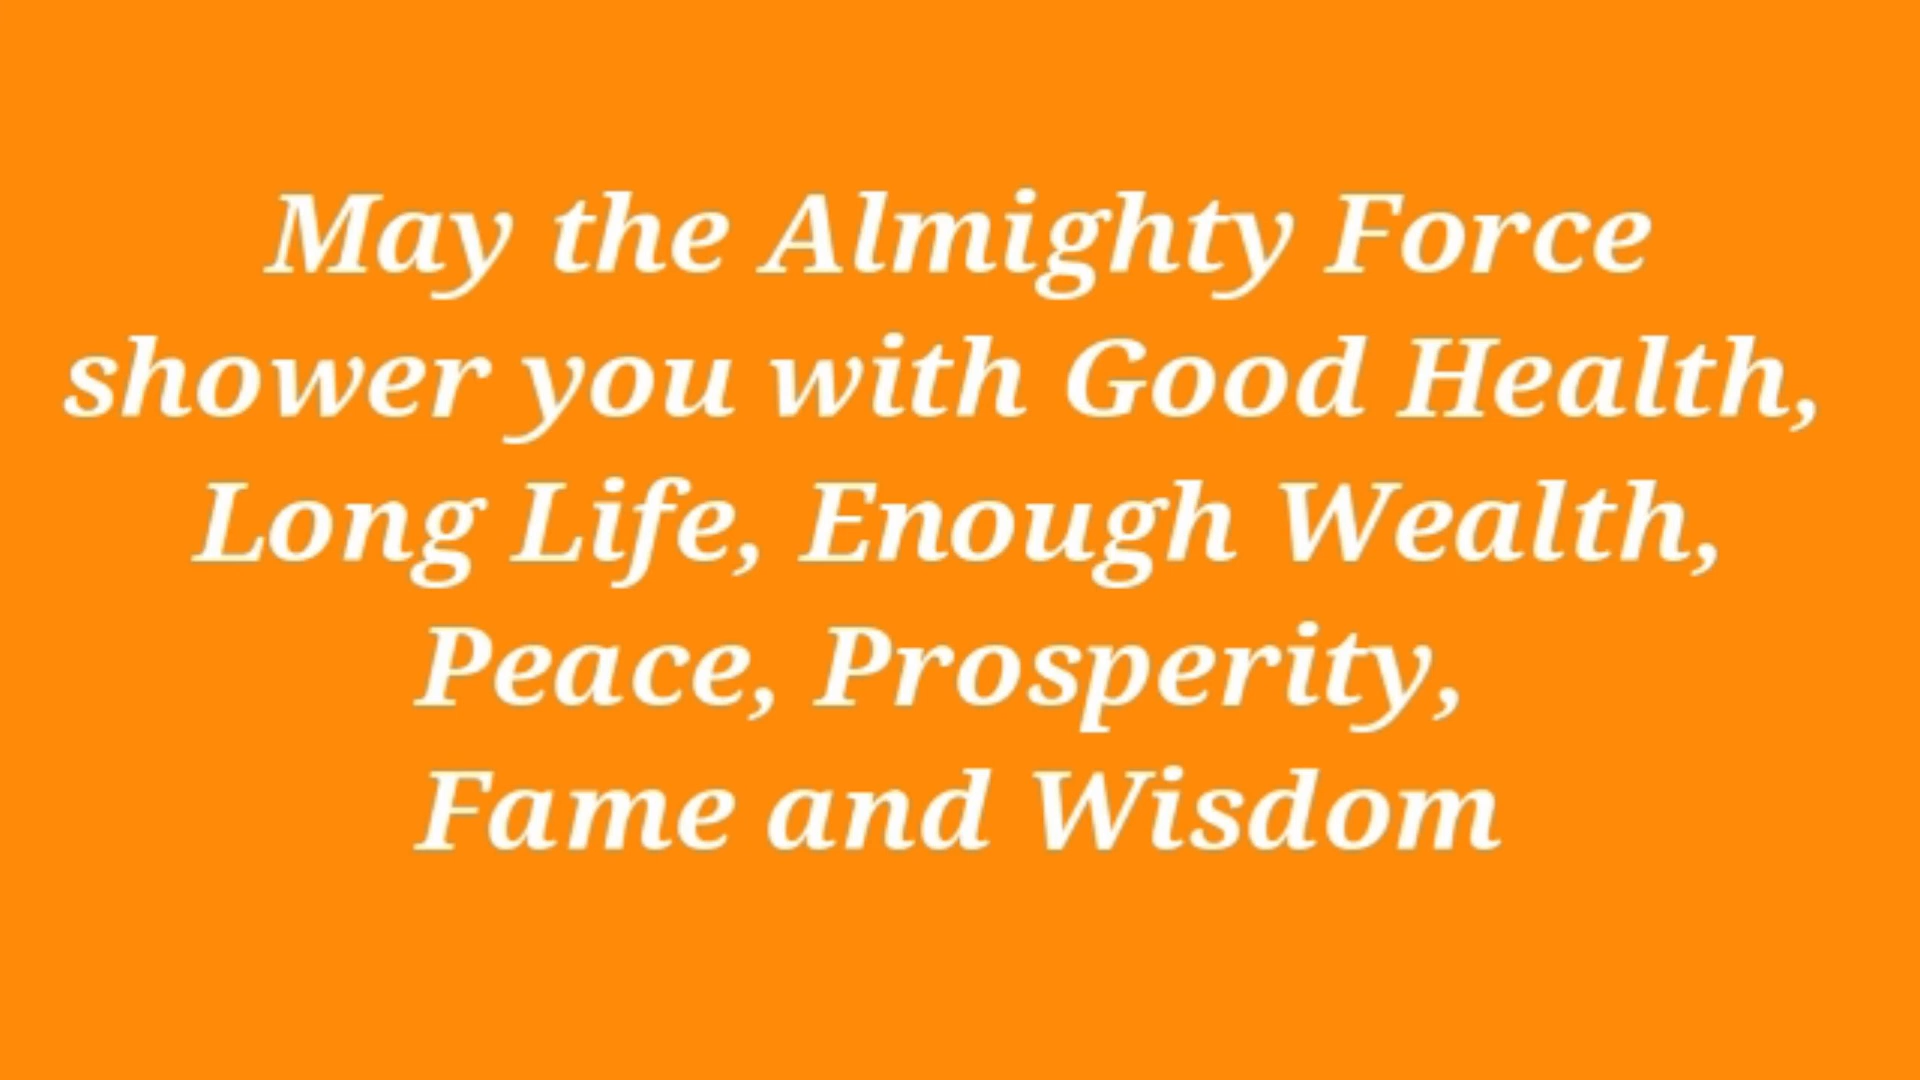 May the Almighty Force
shower you with Good Health,
Long Life, Enough Wealth,
Peace, Prosperity,
Fame and Wisdom